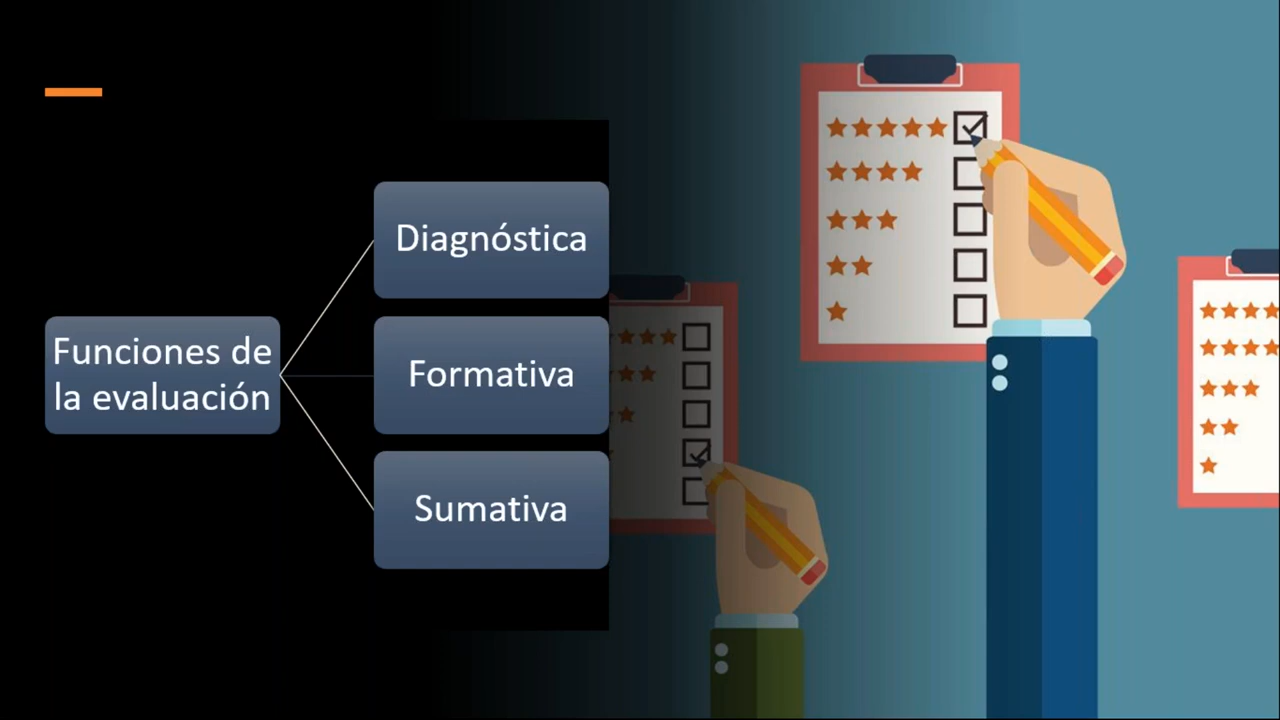 Funciones de
la evaluación
Diagnóstica
Formativa
Sumativa